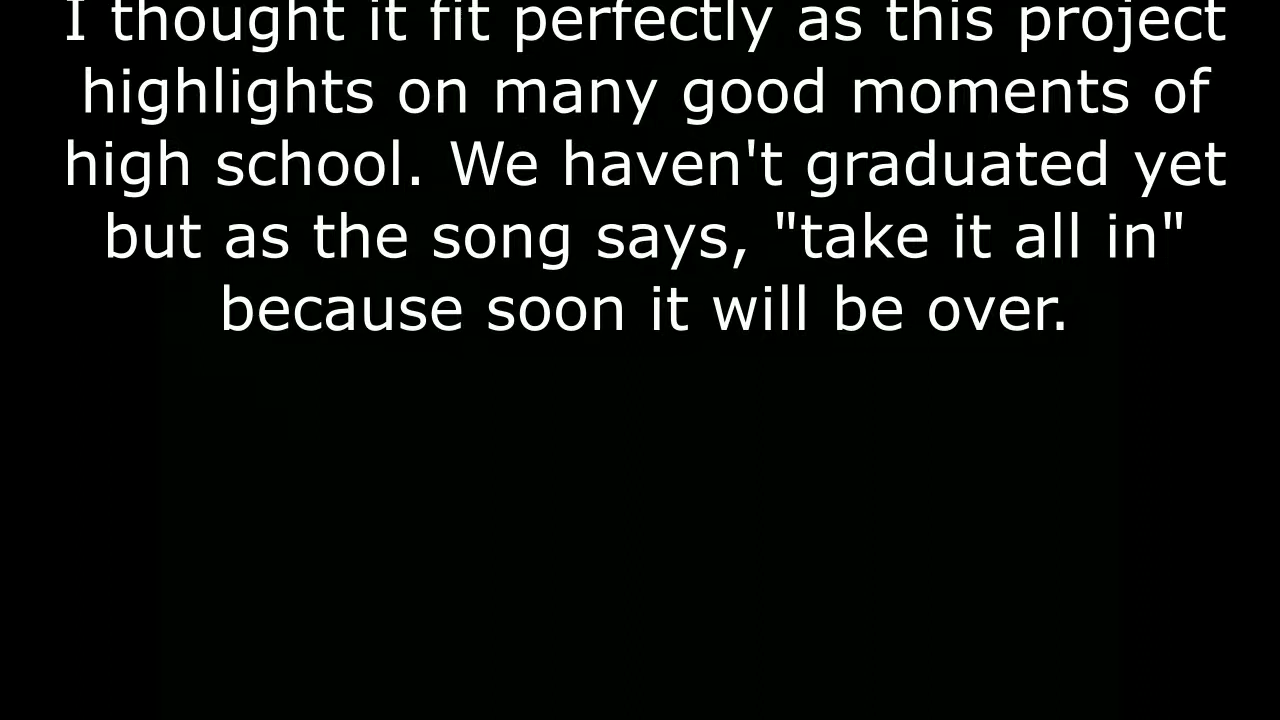 I thought it fit perfectly as this project
highlights on many good moments of
high school. We haven't graduated yet
but as the song says, "take it all in"
because soon it will be over.